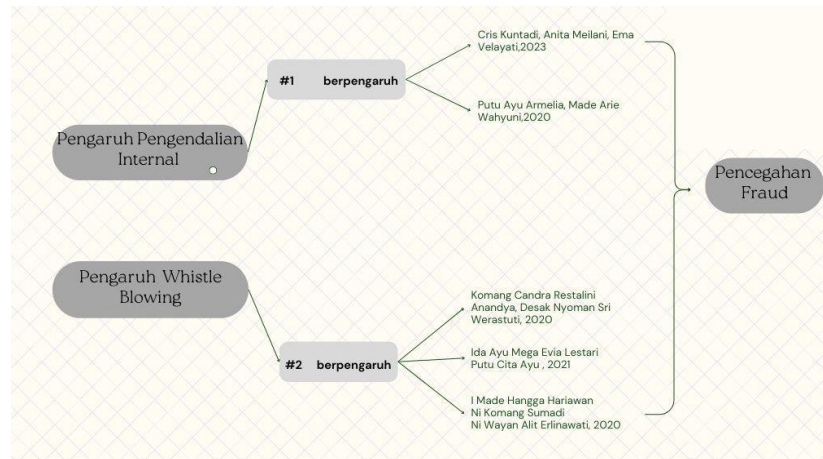 Cris Kuntadi, Anita Meilani, Ema
Velayati,2023
#1 berpengaruh
Putu Ayu Armelia, Made Arie
Wahyuni,2020
Pengaruh Pengendalian
Internal
Pencegahan
Fraud
Pengaruh Whistle
Blowing
Komang Candra Restalini
Anandya, Desak Nyoman Sri
Werastuti, 2020
#2 berpengaruh
Ida Ayu Mega Evia Lestari
Putu Cita Ayu , 2021
I Made Hangga Hariawan
Ni Komang Sumadi
Ni Wayan Alit Erlinawati, 2020